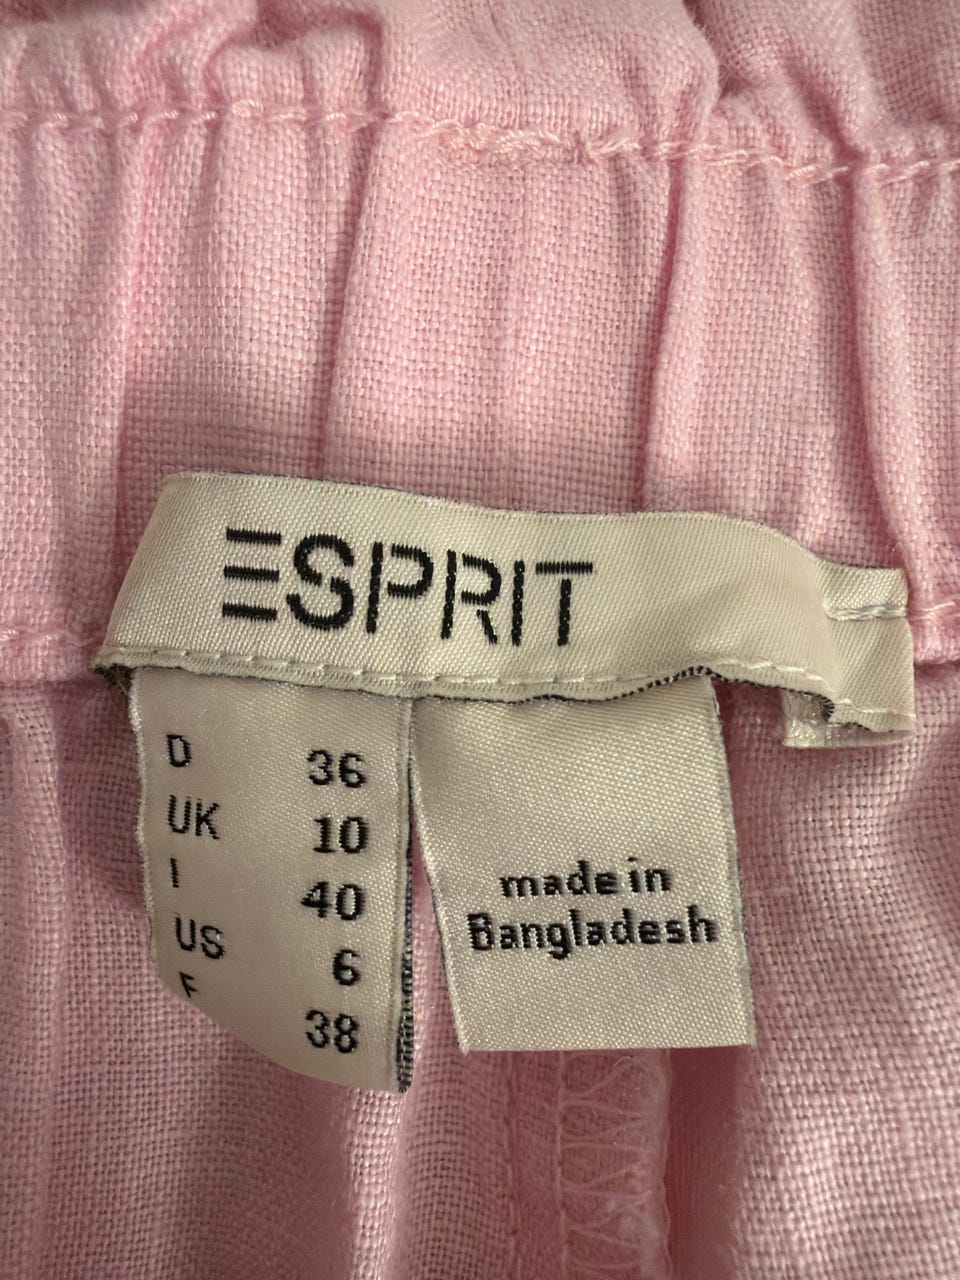 ESPRIT
D 36
UK 10
I 40
US 6
F 38
made in
Bangladesh